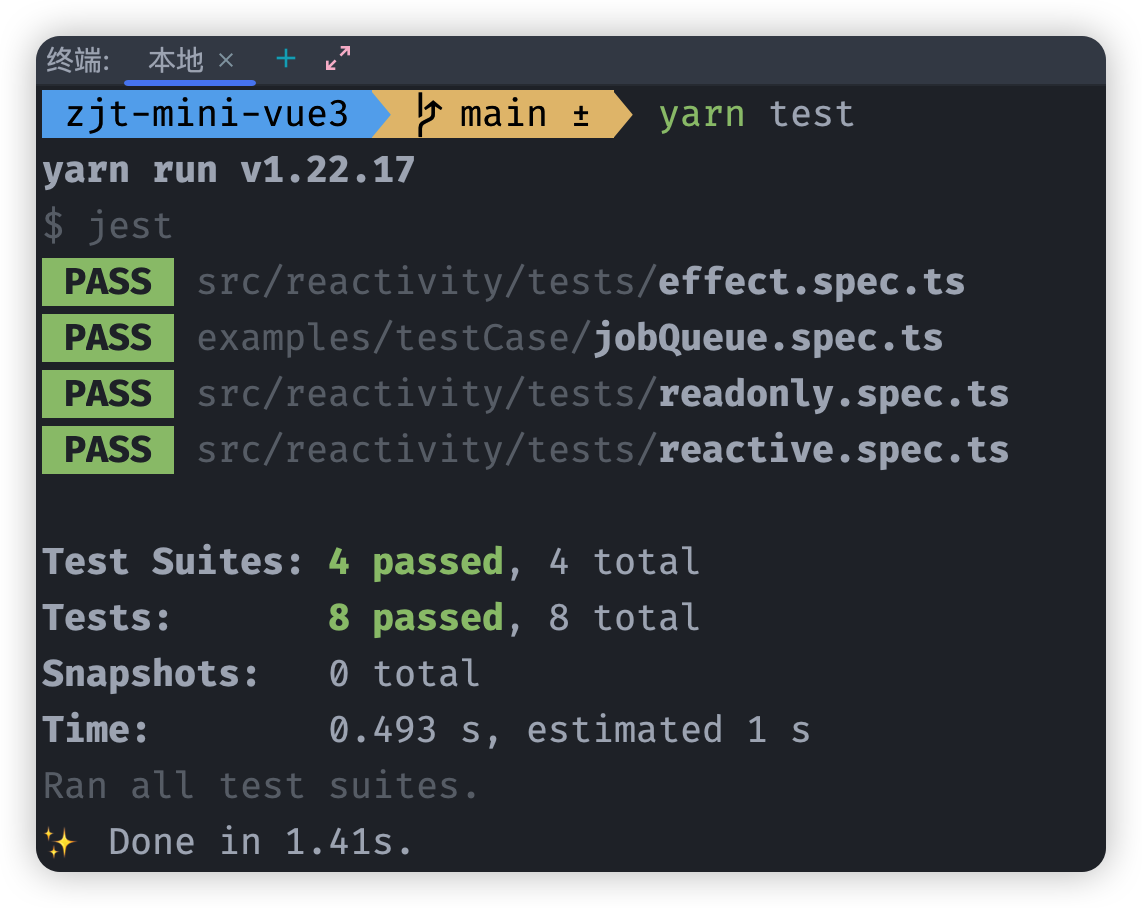 终端: 本地 × +
zjt-mini-vue3 main ± yarn test
yarn run v1.22.17
$ jest
PASS src/reactivity/tests/effect.spec.ts
PASS examples/testCase/jobQueue.spec.ts
PASS src/reactivity/tests/readonly.spec.ts
PASS src/reactivity/tests/reactive.spec.ts
Test Suites: 4 passed, 4 total
Tests: 8 passed, 8 total
Snapshots: 0 total
Time: 0.493 s, estimated 1 s
Ran all test suites.
✨ Done in 1.41s.